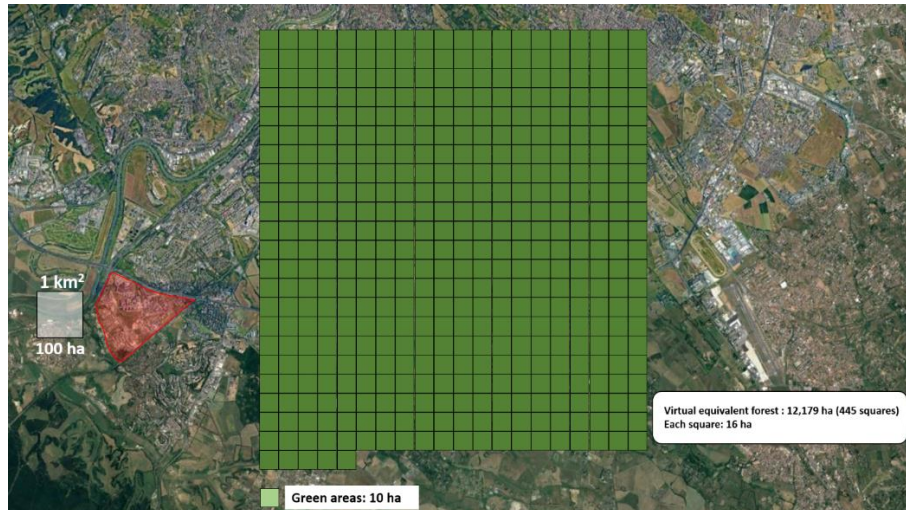 1 km²
100 ha
Virtual equivalent forest : 12,179 ha (445 squares)
Each square: 16 ha
Green areas: 10 ha